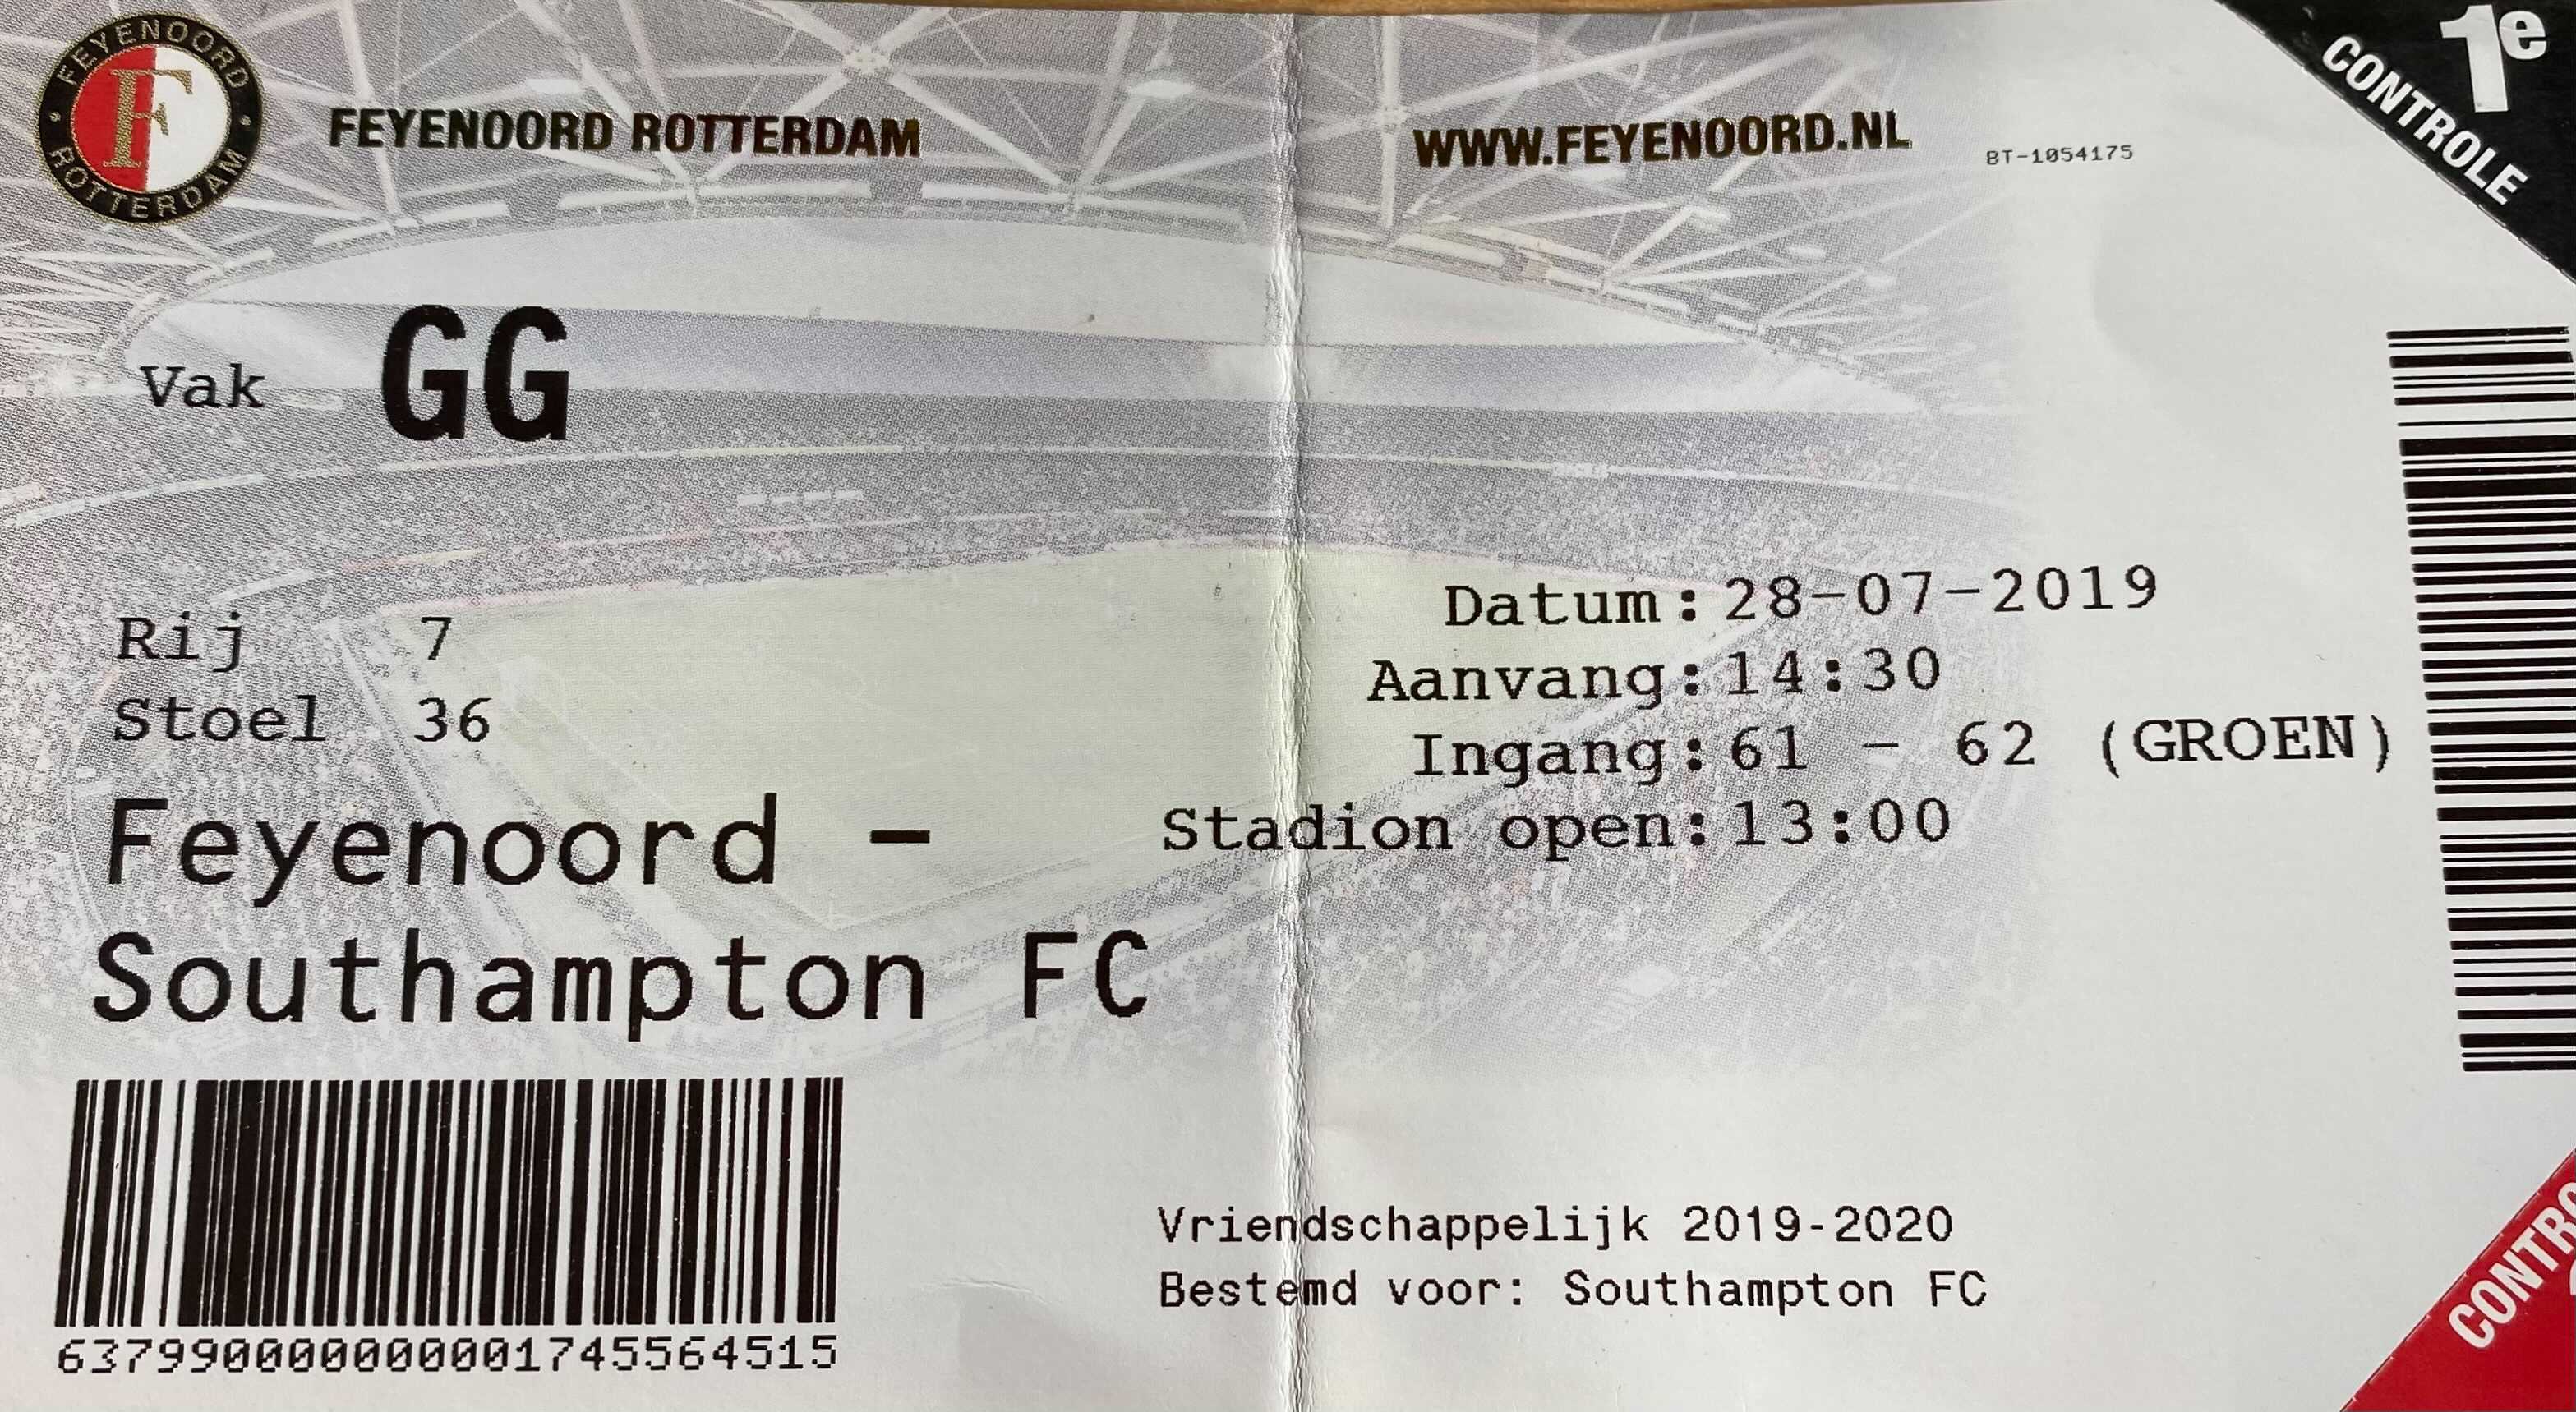 FEYENOORD
ROTTERDAM
F
FEYENOORD ROTTERDAM
WWW.FEYENOORD.NL
BT-1054175
1e
CONTROLE
Vak GG
Rij 7
Stoel 36
Feyenoord -
Southampton FC
Datum: 28-07-2019
Aanvang: 14:30
Ingang: 61 - 62 (GROEN)
Stadion open: 13:00
Vriendschappelijk 2019-2020
Bestemd voor: Southampton FC
6379900000000001745564515
CONTRO